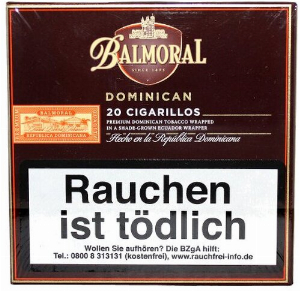 BALMORAL
SINCE 1895
DOMINICAN
20 CIGARILLOS
PREMIUM DOMINICAN TOBACCO WRAPPED
IN A SHADE-GROWN ECUADOR WRAPPER
Hecho en la República Dominicana
BALMORAL
REPUBLICA DOMINICANA
Rauchen
ist tödlich
Wollen Sie aufhören? Die BZgA hilft:
Tel.: 0800 8 313131 (kostenfrei), www.rauchfrei-info.de